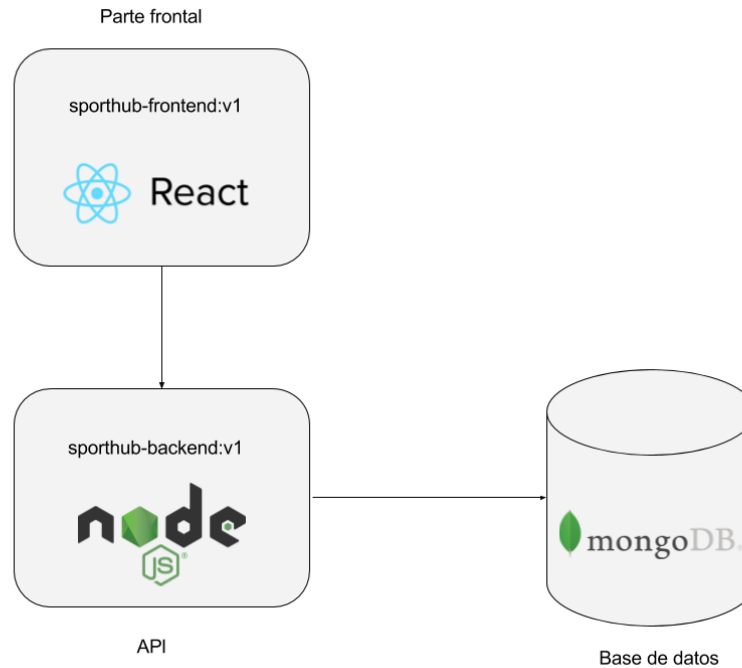 Parte frontal
sporthub-frontend:v1
React
sporthub-backend:v1
node
JS
mongoDB
API
Base de datos